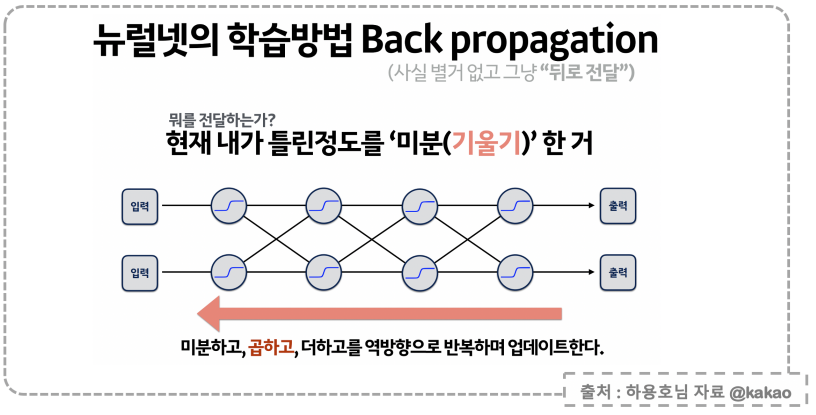 뉴럴넷의 학습방법 Back propagation
(사실 별거 없고 그냥 “뒤로 전달”)
뭐를 전달하는가?
현재 내가 틀린정도를 ‘미분(기울기)’ 한 거
입력
출력
입력
출력
미분하고, 곱하고, 더하고를 역방향으로 반복하며 업데이트한다.
출처 : 하용호님 자료 @kakao